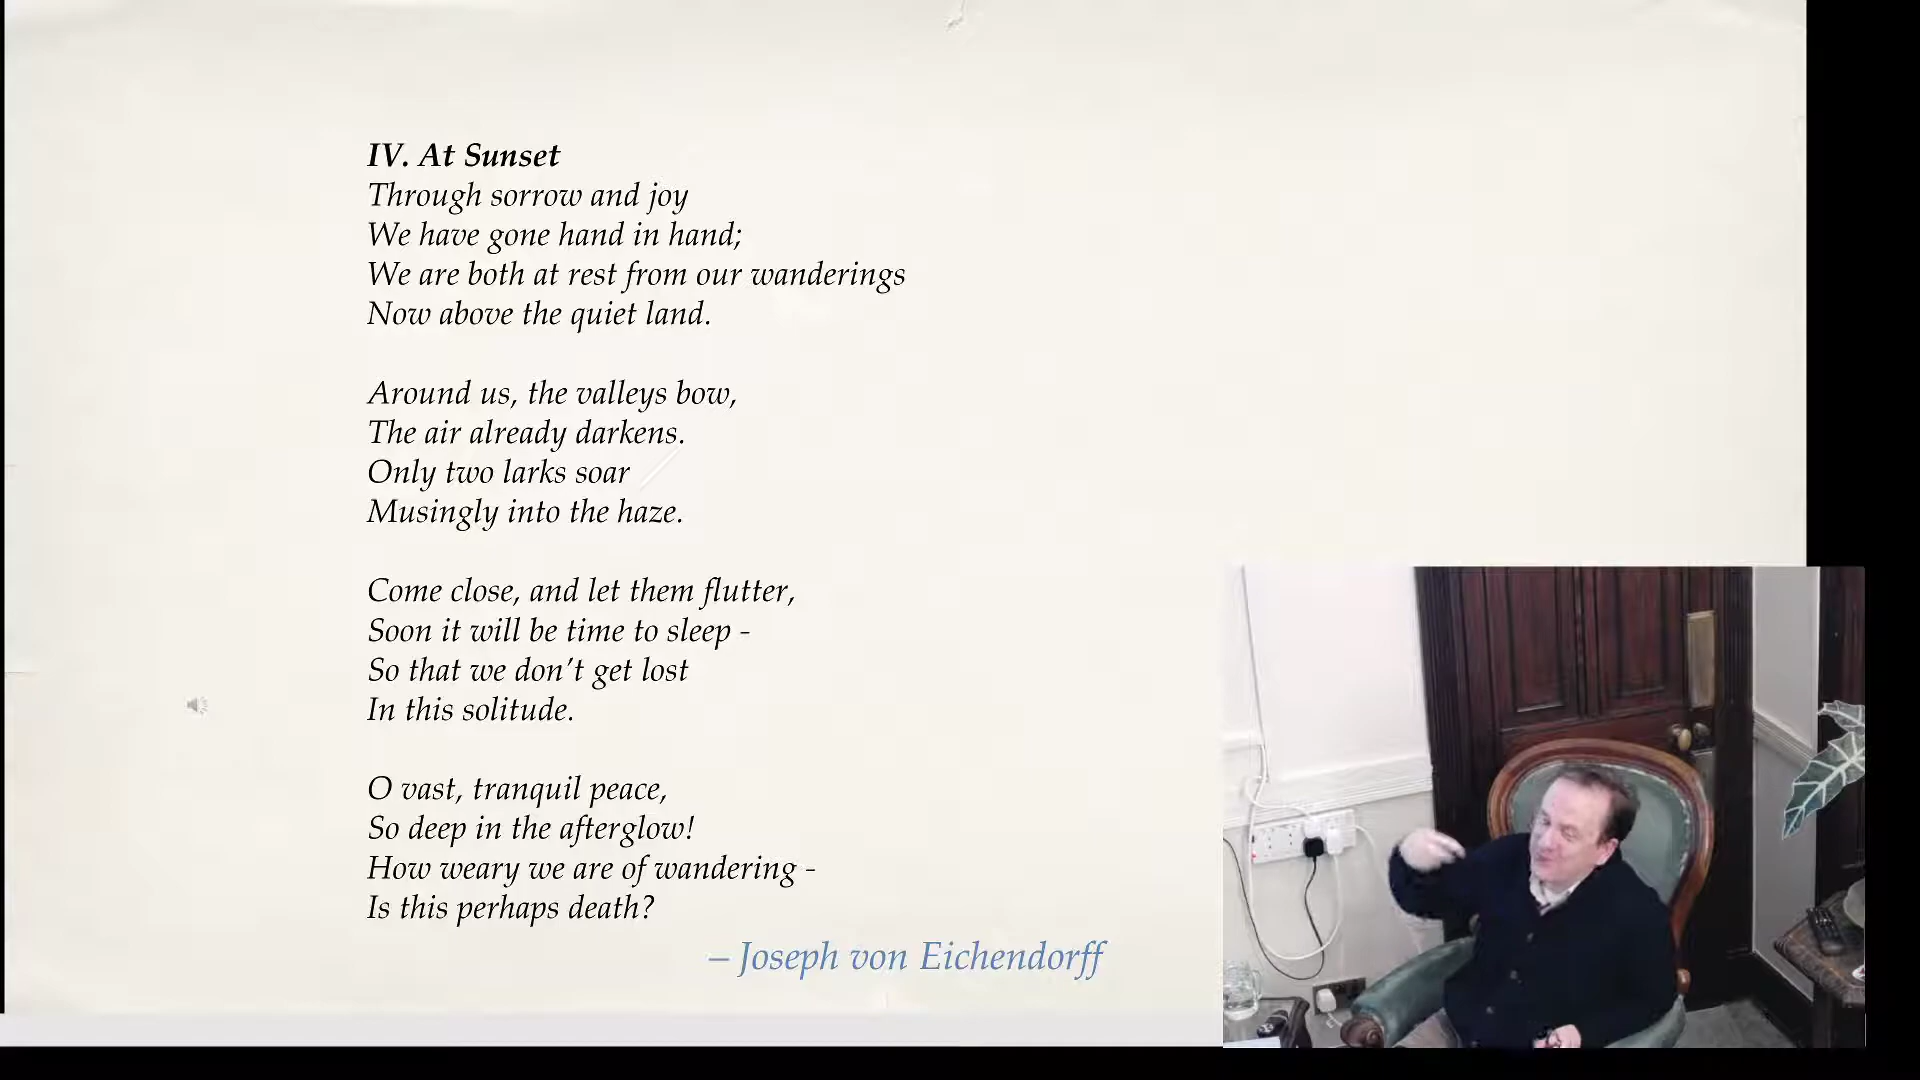 IV. At Sunset
Through sorrow and joy
We have gone hand in hand;
We are both at rest from our wanderings
Now above the quiet land.
Around us, the valleys bow,
The air already darkens.
Only two larks soar
Musingly into the haze.
Come close, and let them flutter,
Soon it will be time to sleep -
So that we don’t get lost
In this solitude.
O vast, tranquil peace,
So deep in the afterglow!
How weary we are of wandering -
Is this perhaps death?
– Joseph von Eichendorff